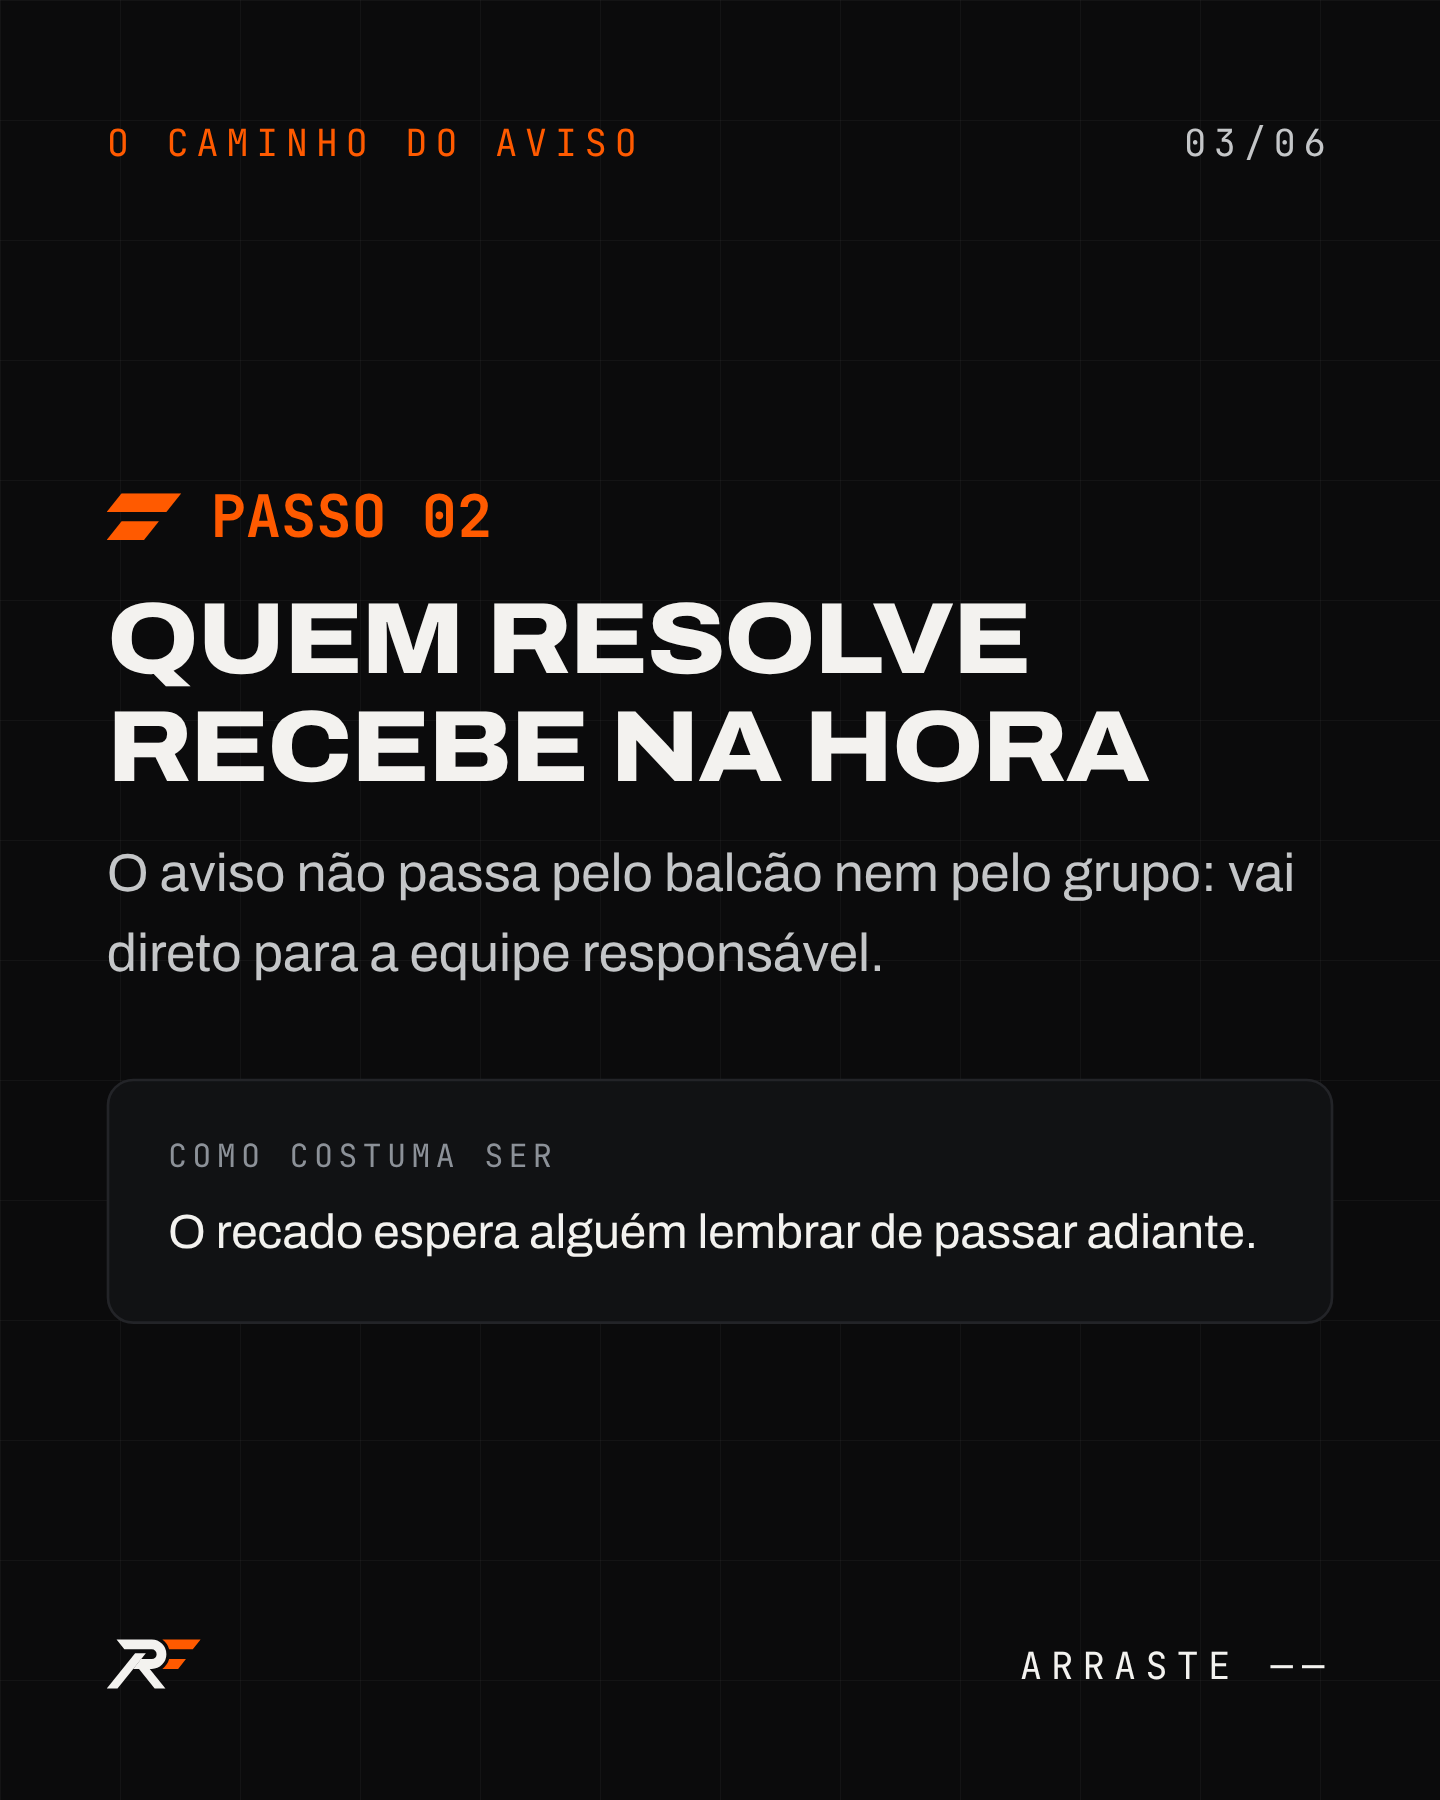 O CAMINHO DO AVISO
03/06
PASSO 02
QUEM RESOLVE
RECEBE NA HORA
O aviso não passa pelo balcão nem pelo grupo: vai
direto para a equipe responsável.
COMO COSTUMA SER
O recado espera alguém lembrar de passar adiante.
RF
ARRASTE ——